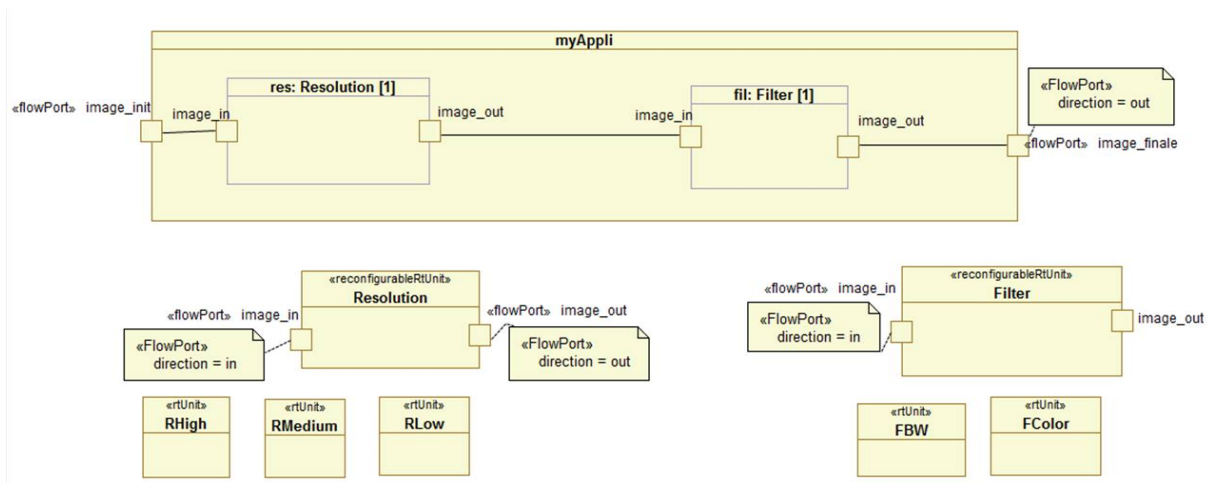 myAppli
«flowPort» image_init
image_in
res: Resolution [1]
image_out
image_in
fil: Filter [1]
image_out
«FlowPort»
direction = out
«flowPort» image_finale
«reconfigurableRtUnit»
Resolution
«flowPort» image_in
«FlowPort»
direction = in
«flowPort» image_out
«FlowPort»
direction = out
«reconfigurableRtUnit»
Filter
«flowPort» image_in
«FlowPort»
direction = in
image_out
«rtUnit»
RHigh
«rtUnit»
RMedium
«rtUnit»
RLow
«rtUnit»
FBW
«rtUnit»
FColor